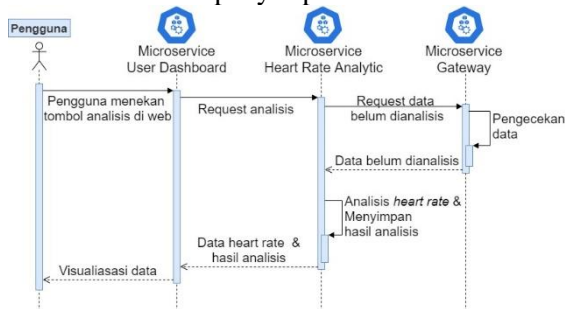 Pengguna
Microservice
User Dashboard
Microservice
Heart Rate Analytic
Microservice
Gateway
Pengguna menekan
tombol analisis di web
Request analisis
Request data
belum dianalisis
Pengecekan
data
Data belum dianalisis
Analisis heart rate &
Menyimpan
hasil analisis
Data heart rate &
hasil analisis
Visualiasasi data